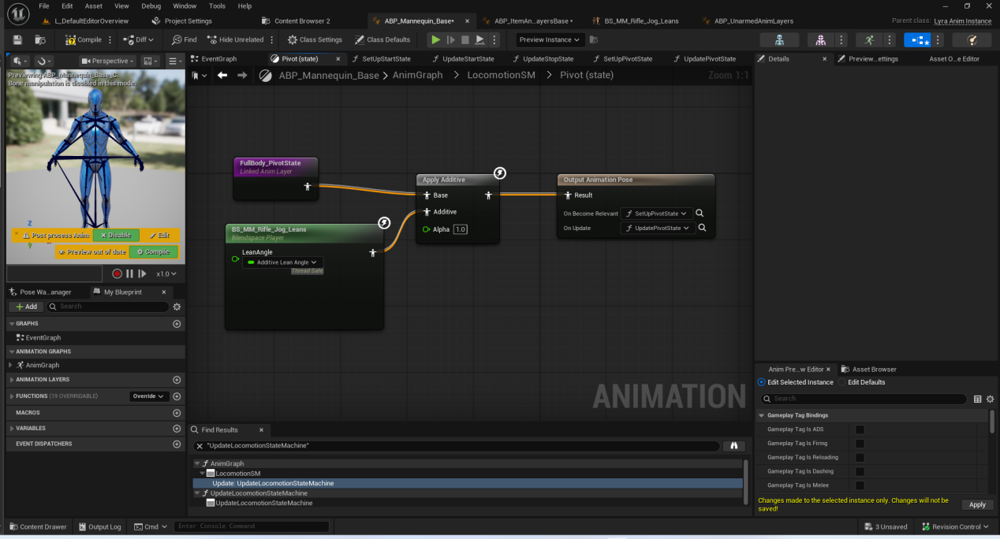 File Edit Asset View Debug Window Tools Help
L_DefaultEditorOverview Project Settings Content Browser 2 ABP_Mannequin_Base* ABP_ItemAn_ayersBase* BS_MM_Rifle_Jog_Leans ABP_UnarmedAnimLayers Parent class: Lyra Anim Instance
Compile Diff Find Hide Unrelated Class Settings Class Defaults Preview Instance
Perspective
Previewing ABP_Mannequin_Base_C.
Bone manipulation is disabled in this mode.
Z
Y
Post process Anim: Disable Edit
Preview out of date Compile
x1.0
Pose Wa...anager My Blueprint
Add Search
GRAPHS
EventGraph
ANIMATION GRAPHS
AnimGraph
ANIMATION LAYERS
FUNCTIONS (19 OVERRIDABLE) Override
MACROS
VARIABLES
EVENT DISPATCHERS
EventGraph Pivot (state) SetUpStartState UpdateStartState UpdateStopState SetUpPivotState UpdatePivotState
ABP_Mannequin_Base > AnimGraph > LocomotionSM > Pivot (state) Zoom 1:1
FullBody_PivotState
Linked Anim Layer
BS_MM_Rifle_Jog_Leans
Blendspace Player
LeanAngle
Additive Lean Angle
Thread Safe
Apply Additive
Base
Additive
Alpha 1.0
Output Animation Pose
Result
On Become Relevant SetUpPivotState
On Update UpdatePivotState
ANIMATION
Find Results
"UpdateLocomotionStateMachine"
AnimGraph
LocomotionSM
Update: UpdateLocomotionStateMachine
UpdateLocomotionStateMachine
UpdateLocomotionStateMachine
Details Preview...ettings Asset O...e Editor
Anim Pre...w Editor Asset Browser
Edit Selected Instance Edit Defaults
Search
Gameplay Tag Bindings
Gameplay Tag Is ADS
Gameplay Tag Is Firing
Gameplay Tag Is Reloading
Gameplay Tag Is Dashing
Gameplay Tag Is Melee
Changes made to the selected instance only. Changes will not be
saved!
Apply
Content Drawer Output Log Cmd Enter Console Command 3 Unsaved Revision Control